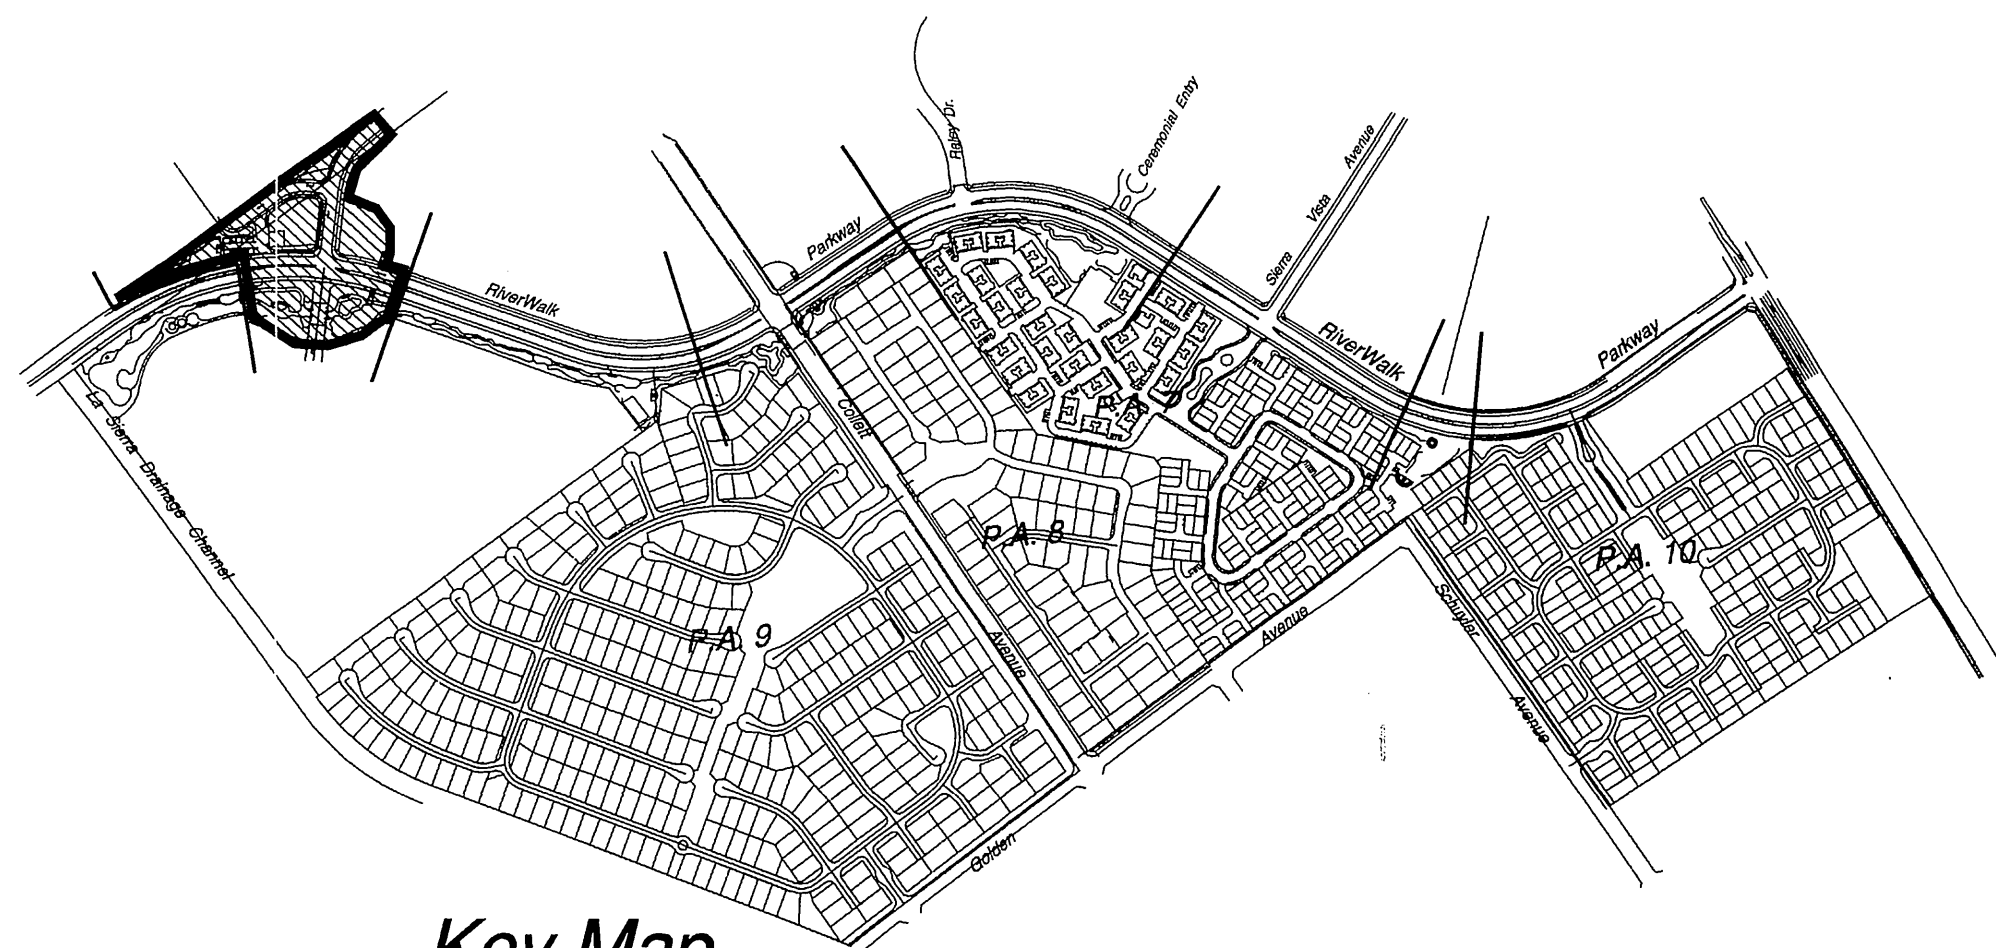 Raley Dr.
Ceremonial Entry
Parkway
Sierra Vista Avenue
RiverWalk
RiverWalk
Parkway
La Sierra Drainage Channel
Collett
P.A. 8
P.A. 10
P.A. 9
Avenue
Avenue
Schuyler
Avenue
Golden
Key Map